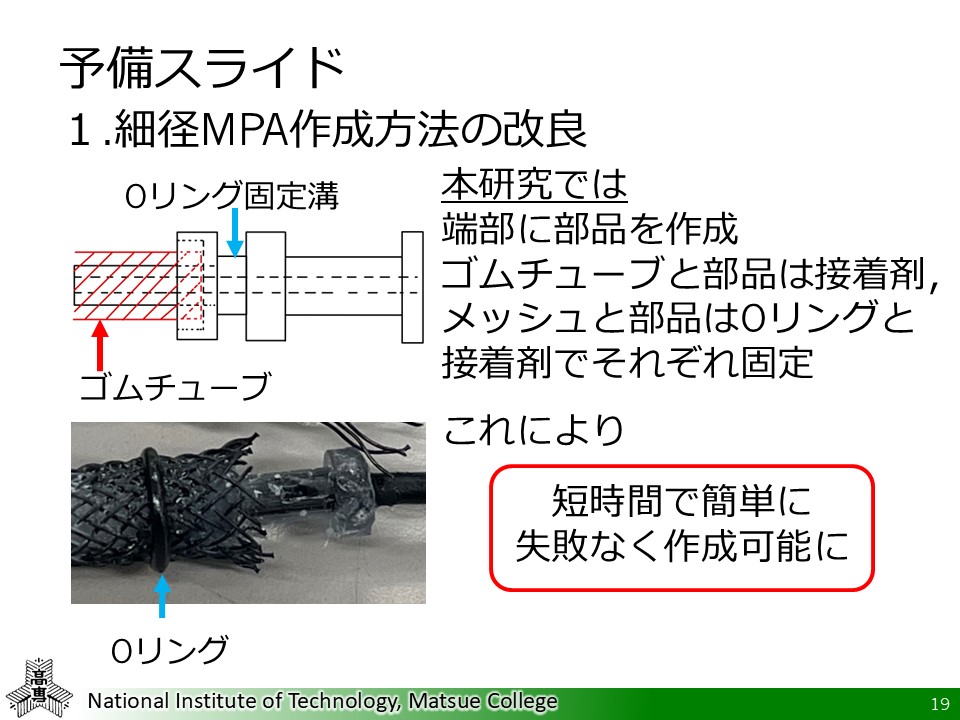 予備スライド
１.細径MPA作成方法の改良
Oリング固定溝
ゴムチューブ
Oリング
本研究では
端部に部品を作成
ゴムチューブと部品は接着剤,
メッシュと部品はOリングと
接着剤でそれぞれ固定
これにより
短時間で簡単に
失敗なく作成可能に
高専
National Institute of Technology, Matsue College
19